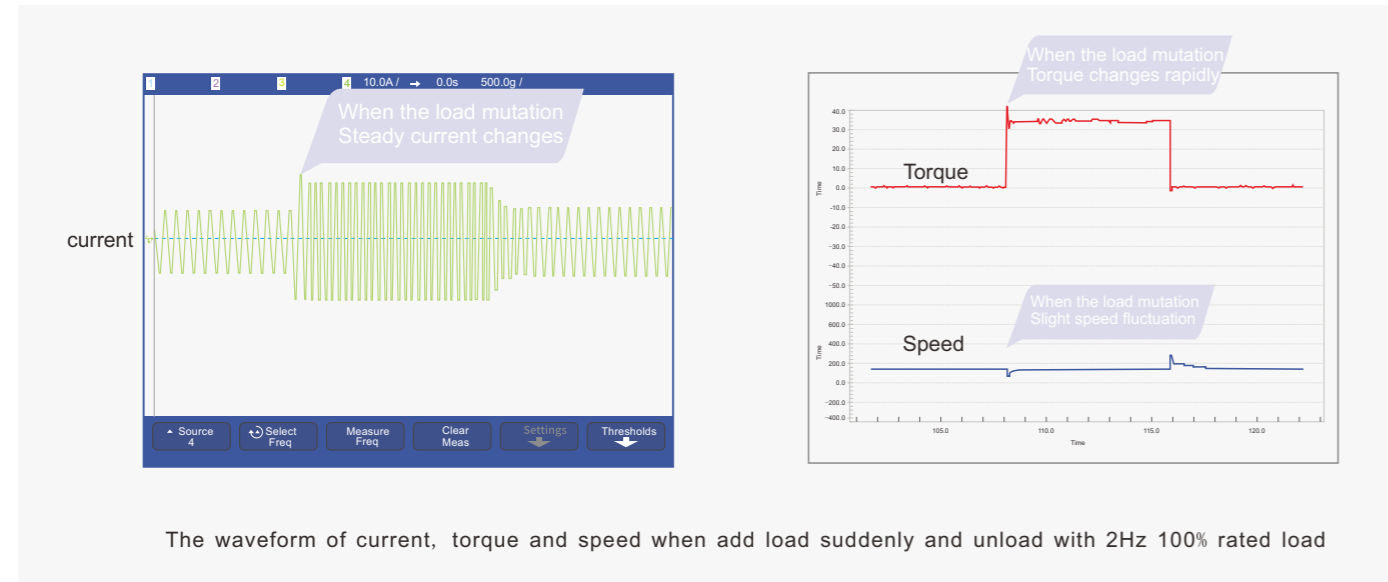 1 2 3 4 10.0A / → 0.0s 500.0g /
When the load mutation
Steady current changes
current
Source
4
Select
Freq
Measure
Freq
Clear
Meas
Settings
Thresholds
When the load mutation
Torque changes rapidly
40.0
30.0
20.0
10.0
0.0
-10.0
-20.0
-30.0
-40.0
-50.0
Time
Torque
1000.0
600.0
400.0
200.0
0.0
-200.0
-400.0
Time
When the load mutation
Slight speed fluctuation
Speed
105.0 110.0 115.0 120.0
Time
The waveform of current, torque and speed when add load suddenly and unload with 2Hz 100% rated load